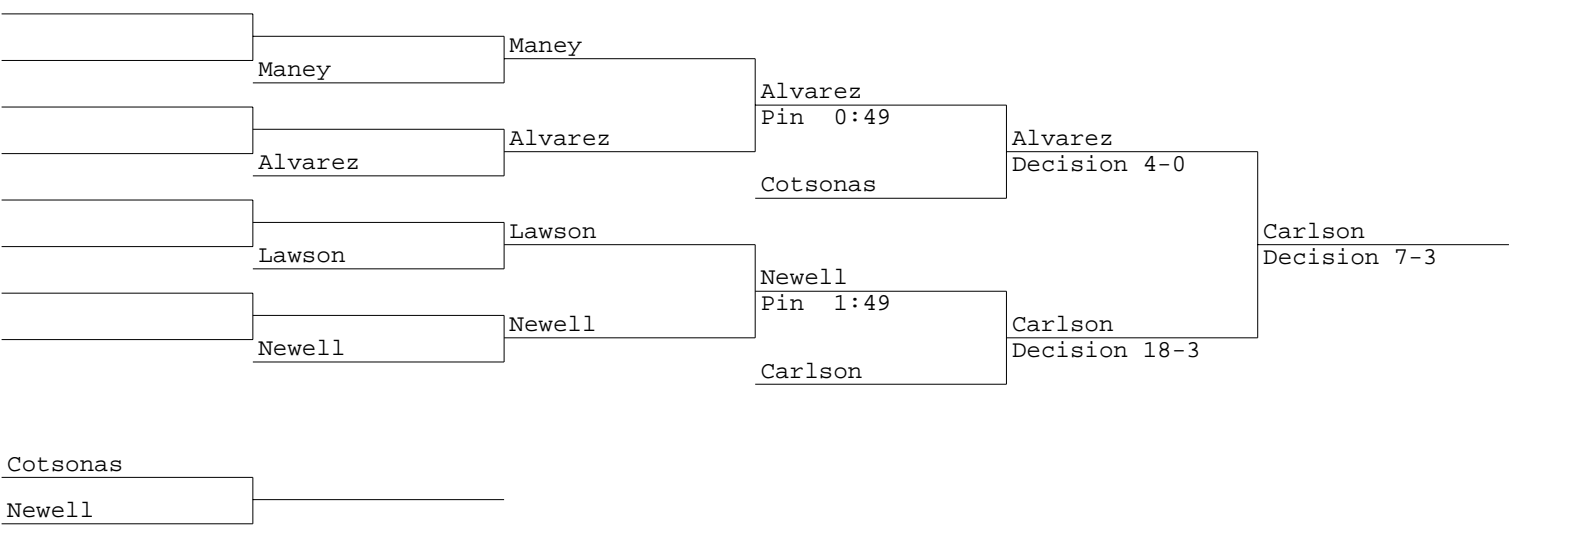 Maney
Maney
Alvarez
Pin 0:49
Alvarez
Alvarez
Alvarez
Decision 4-0
Cotsonas
Lawson
Carlson
Lawson
Decision 7-3
Newell
Pin 1:49
Newell
Carlson
Newell
Decision 18-3
Carlson
Cotsonas
Newell